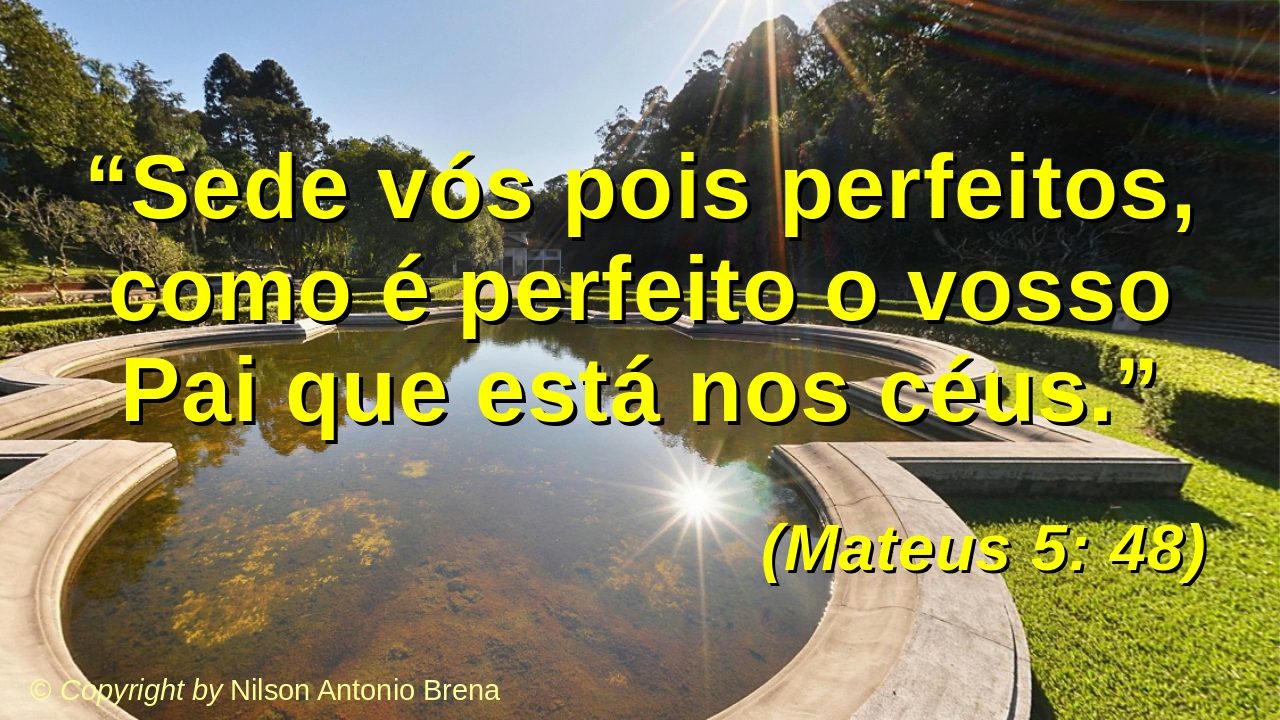 “Sede vós pois perfeitos,
como é perfeito o vosso
Pai que está nos céus.”
(Mateus 5: 48)
© Copyright by Nilson Antonio Brena